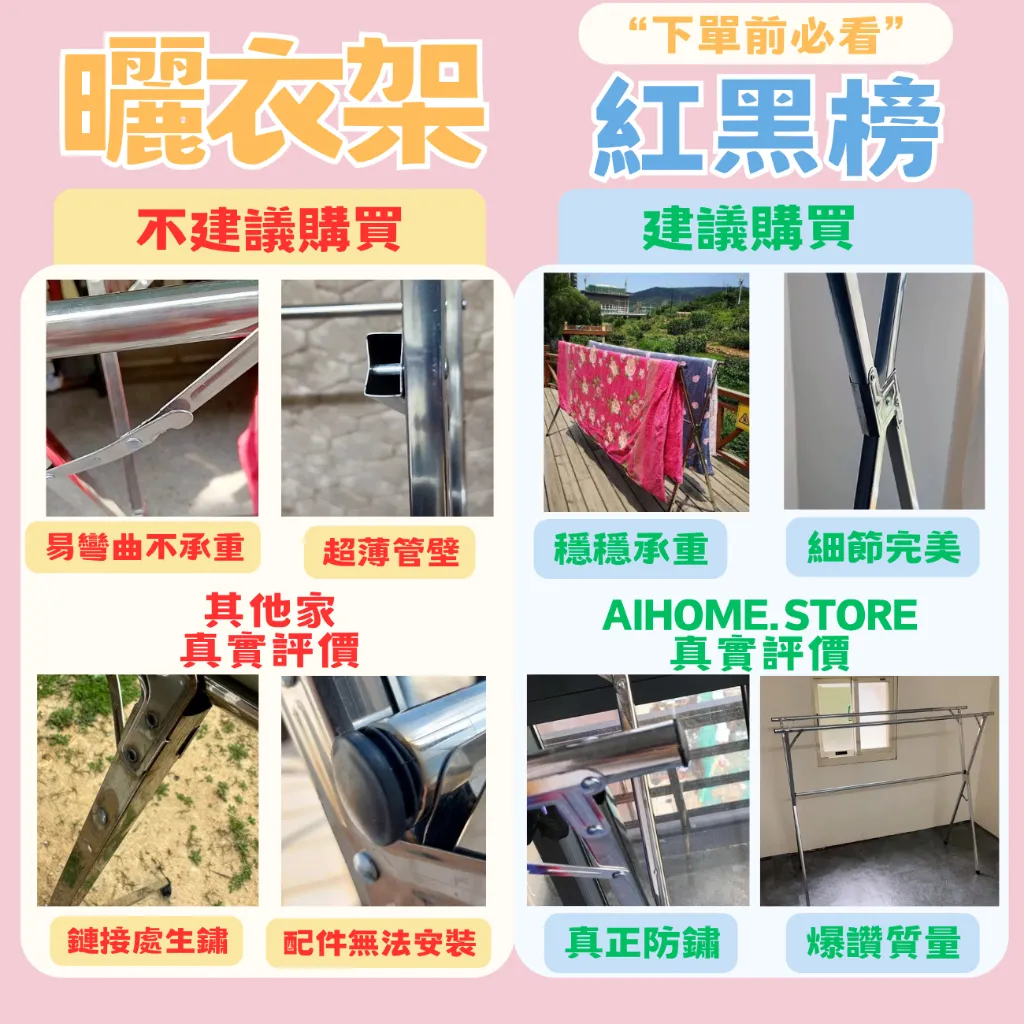 曬衣架
“下單前必看”
紅黑榜
不建議購買
易彎曲不承重
超薄管壁
其他家
真實評價
鏈接處生鏽
配件無法安裝
建議購買
穩穩承重
細節完美
AIHOME.STORE
真實評價
真正防鏽
爆讚質量